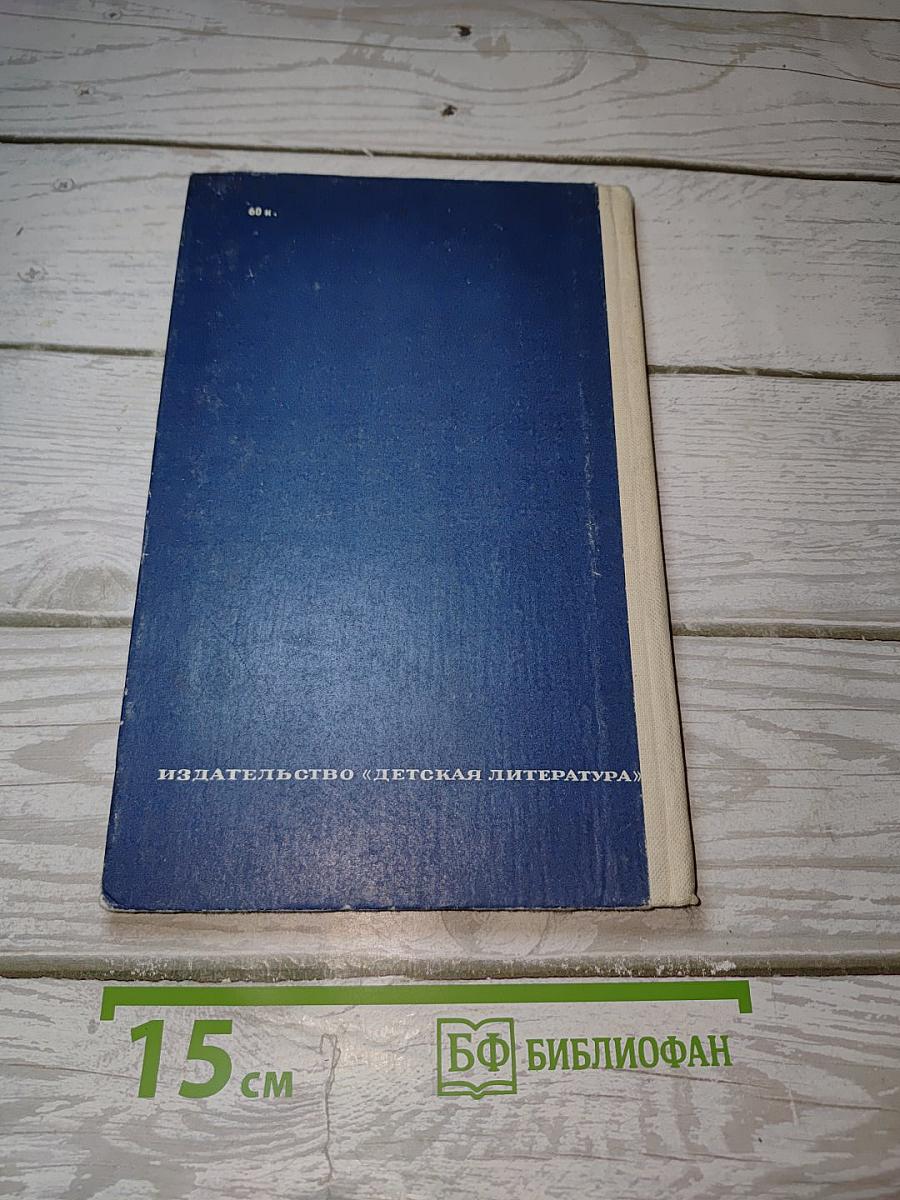 60 к.
ИЗДАТЕЛЬСТВО «ДЕТСКАЯ ЛИТЕРАТУРА»
15 см
БФ БИБЛИОФАН